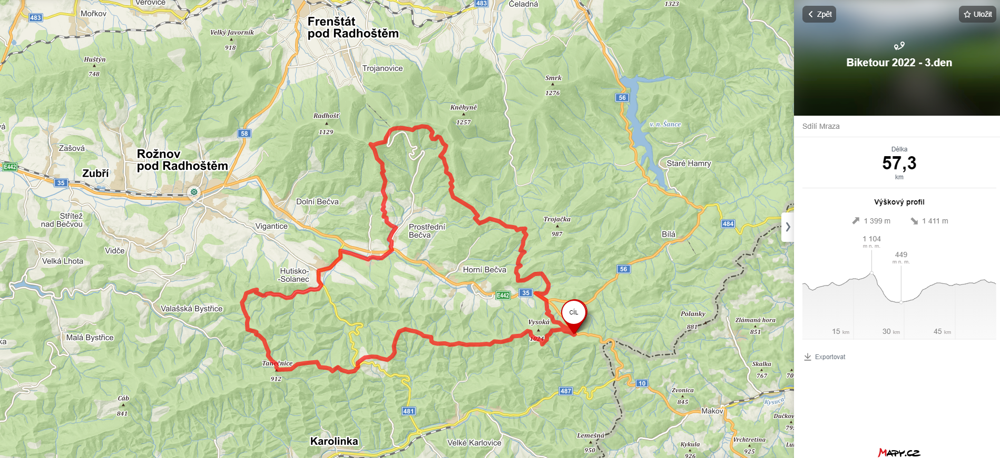 Verovice
483
Čeladná
1323
Mořkov
483
Frenštát
pod Radhoštěm
Velký Javorník
918
Huštýn
748
Trojanovice
Smrk
1276
56
Kněhyně
1257
Radhošť
1129
v. n. Šance
58
Zašová
Rožnov
pod Radhoštěm
Staré Hamry
E442
Zubří
35
Dolní Bečva
Střítež
nad Bečvou
Trojačka
987
484
Vigantice
Prostřední
Bečva
Bílá
Vidče
Velká Lhota
Hutisko-
-Solanec
Horní Bečva
56
E442
35
Valašská Bystřice
CÍL
Vysoká
1024
Polanky
881
Zlámaná hora
851
Malá Bystřice
Tanečnice
912
Skalka
767
70
10
487
Zvonica
845
Cáb
841
481
Kysuca
Makov
Karolinka
Velké Karlovice
Lemešná
950
Vrchtretina
925
Kykula
926
Zpět
Uložit
Biketour 2022 - 3.den
Sdílí Mraza
Délka
57,3
km
Výškový profil
1 399 m
1 411 m
1 104
m n. m.
449
m n. m.
15 km
30 km
45 km
Exportovat
Mapy.cz